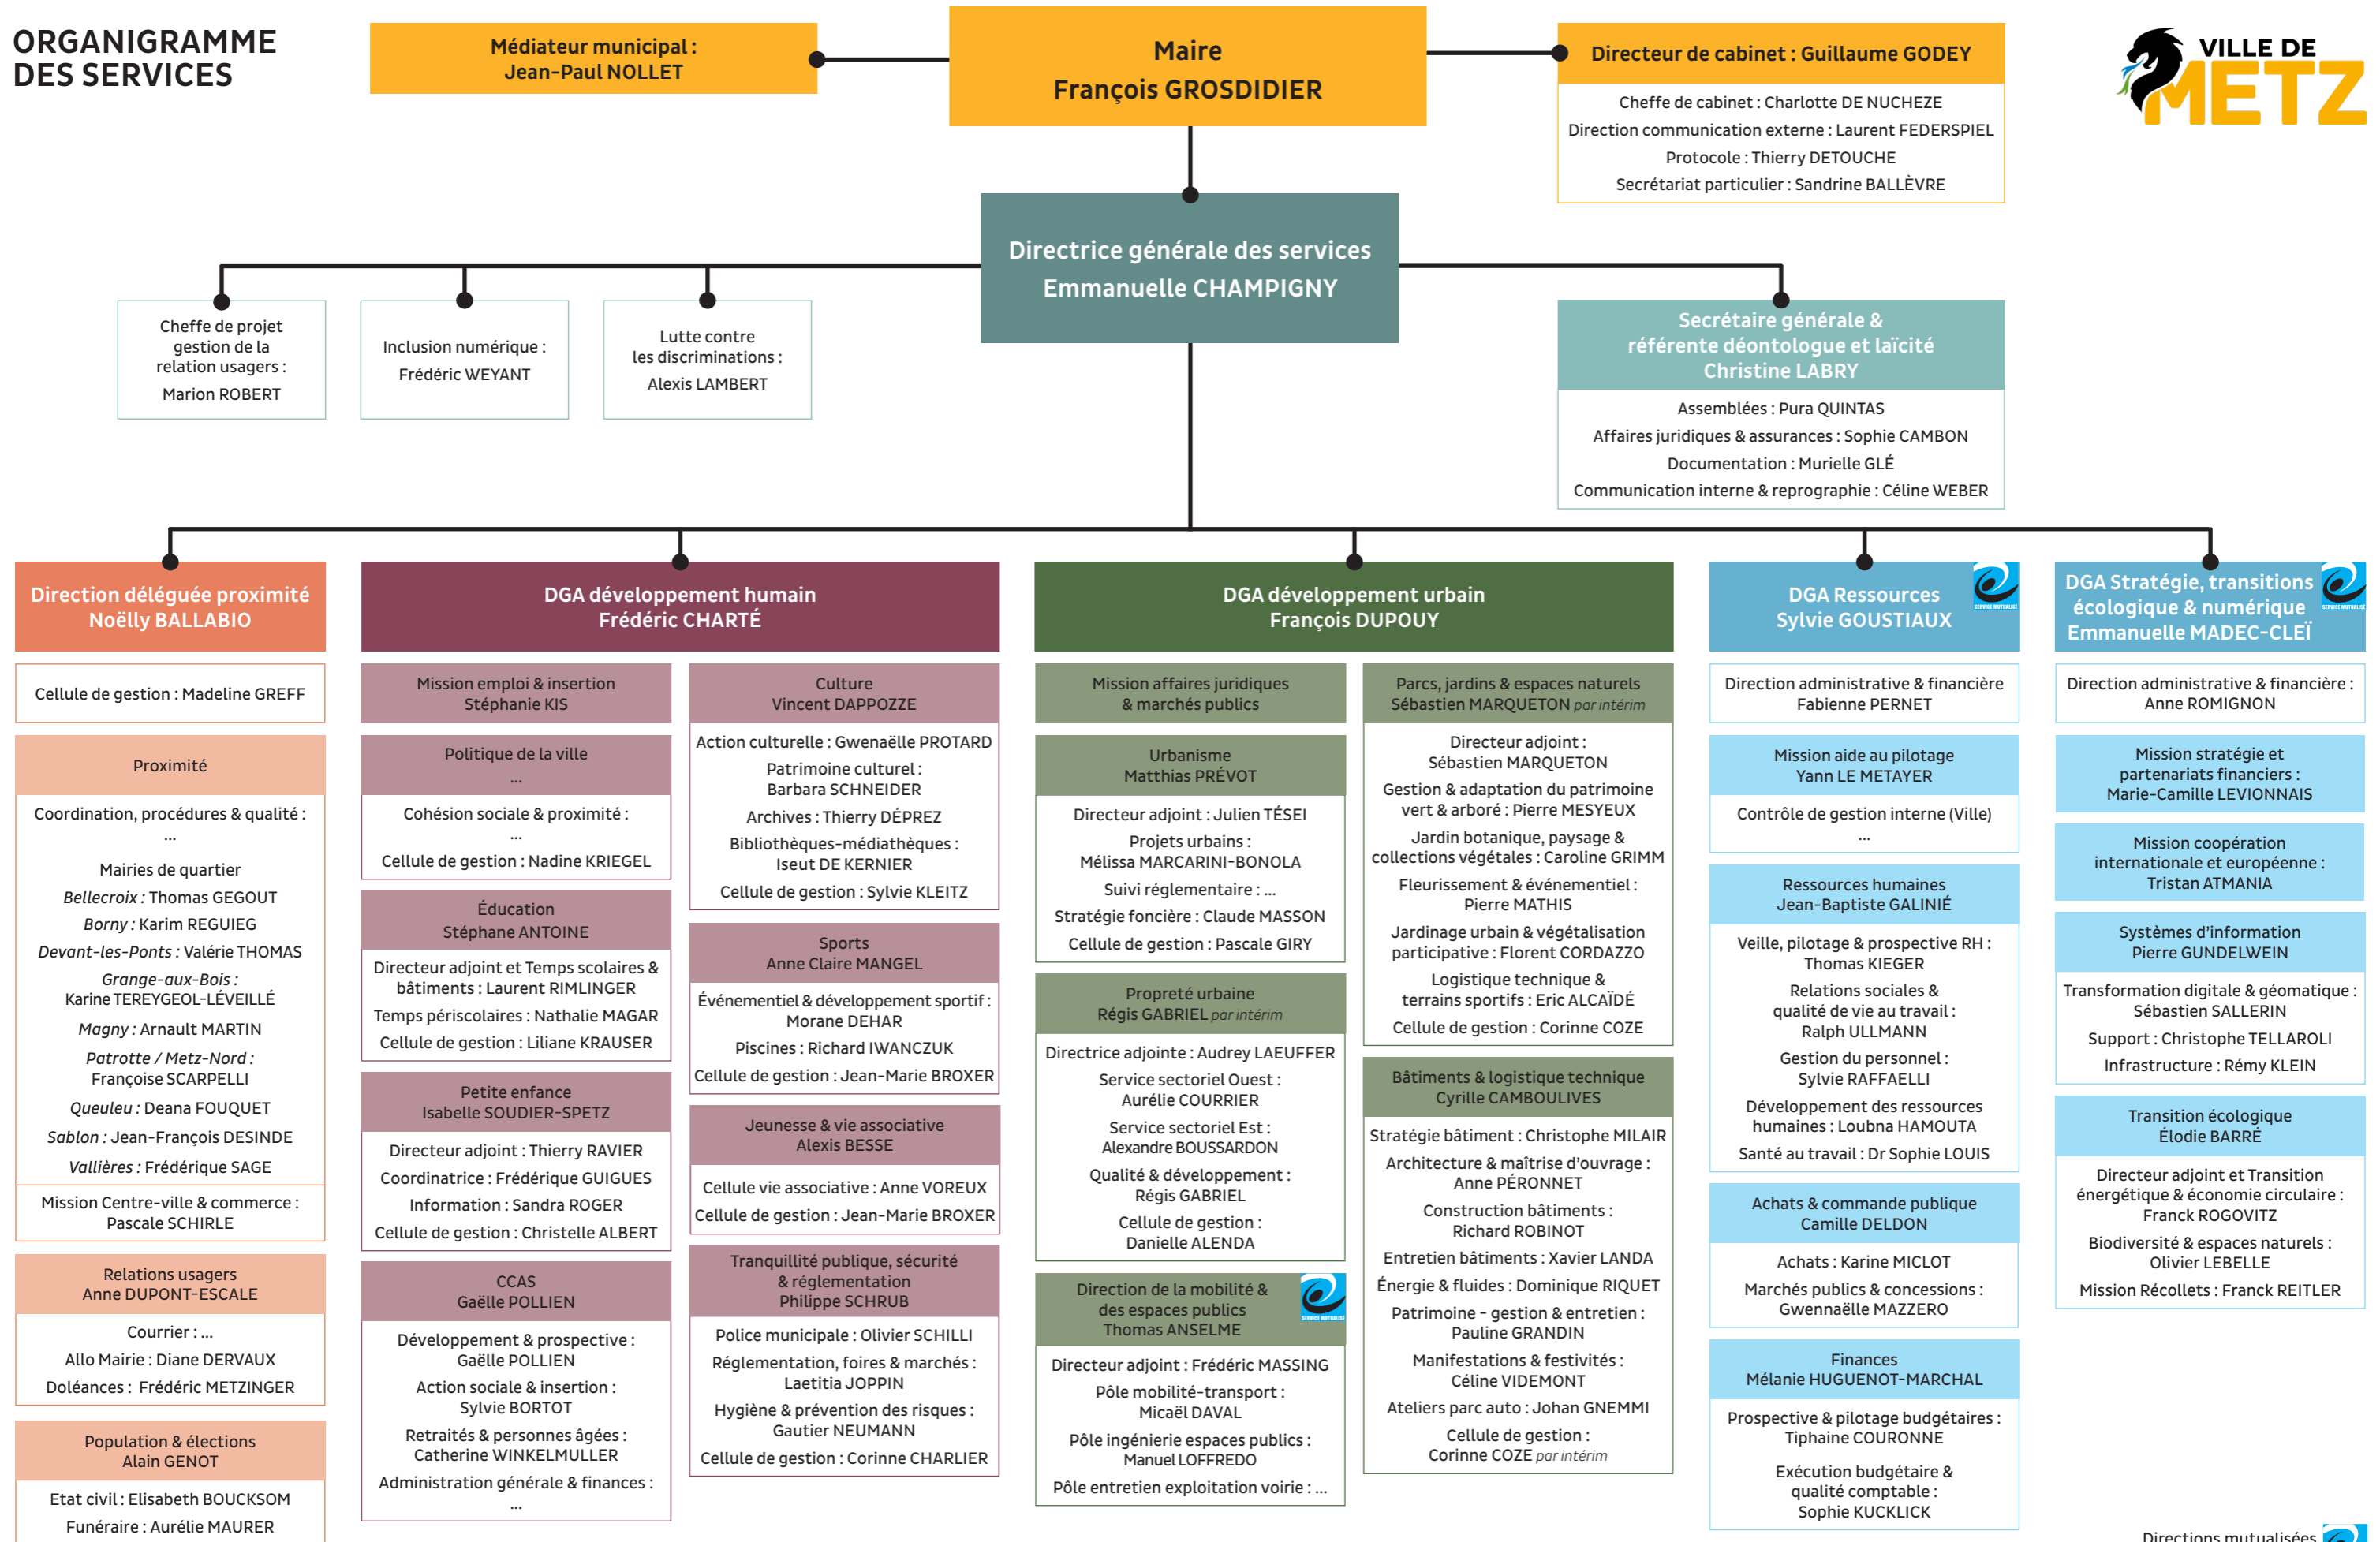 ORGANIGRAMME
DES SERVICES
Médiateur municipal :
Jean-Paul NOLLET
Maire
François GROSDIDIER
Directeur de cabinet : Guillaume GODEY
Cheffe de cabinet : Charlotte DE NUCHEZE
Direction communication externe : Laurent FEDERSPIEL
Protocole : Thierry DETOUCHE
Secrétariat particulier : Sandrine BALLÈVRE
VILLE DE
METZ
Directrice générale des services
Emmanuelle CHAMPIGNY
Cheffe de projet
gestion de la
relation usagers :
Marion ROBERT
Inclusion numérique :
Frédéric WEYANT
Lutte contre
les discriminations :
Alexis LAMBERT
Secrétaire générale &
référente déontologue et laïcité
Christine LABRY
Assemblées : Pura QUINTAS
Affaires juridiques & assurances : Sophie CAMBON
Documentation : Murielle GLÉ
Communication interne & reprographie : Céline WEBER
Direction déléguée proximité
Noëlly BALLABIO
Cellule de gestion : Madeline GREFF
Proximité
Coordination, procédures & qualité :
...
Mairies de quartier
Bellecroix : Thomas GEGOUT
Borny : Karim REGUIEG
Devant-les-Ponts : Valérie THOMAS
Grange-aux-Bois :
Karine TEREYGEOL-LÉVEILLÉ
Magny : Arnault MARTIN
Patrotte / Metz-Nord :
Françoise SCARPELLI
Queuleu : Deana FOUQUET
Sablon : Jean-François DESINDE
Vallières : Frédérique SAGE
Mission Centre-ville & commerce :
Pascale SCHIRLE
Relations usagers
Anne DUPONT-ESCALE
Courrier : ...
Allo Mairie : Diane DERVAUX
Doléances : Frédéric METZINGER
Population & élections
Alain GENOT
Etat civil : Elisabeth BOUCKSOM
Funéraire : Aurélie MAURER
DGA développement humain
Frédéric CHARTÉ
Mission emploi & insertion
Stéphanie KIS
Politique de la ville
...
Cohésion sociale & proximité :
...
Cellule de gestion : Nadine KRIEGEL
Éducation
Stéphane ANTOINE
Directeur adjoint et Temps scolaires &
bâtiments : Laurent RIMLINGER
Temps périscolaires : Nathalie MAGAR
Cellule de gestion : Liliane KRAUSER
Petite enfance
Isabelle SOUDIER-SPETZ
Directeur adjoint : Thierry RAVIER
Coordinatrice : Frédérique GUIGUES
Information : Sandra ROGER
Cellule de gestion : Christelle ALBERT
CCAS
Gaëlle POLLIEN
Développement & prospective :
Gaëlle POLLIEN
Action sociale & insertion :
Sylvie BORTOT
Retraités & personnes âgées :
Catherine WINKELMULLER
Administration générale & finances :
...
Culture
Vincent DAPPOZZE
Action culturelle : Gwenaëlle PROTARD
Patrimoine culturel :
Barbara SCHNEIDER
Archives : Thierry DÉPREZ
Bibliothèques-médiathèques :
Iseut DE KERNIER
Cellule de gestion : Sylvie KLEITZ
Sports
Anne Claire MANGEL
Événementiel & développement sportif :
Morane DEHAR
Piscines : Richard IWANCZUK
Cellule de gestion : Jean-Marie BROXER
Jeunesse & vie associative
Alexis BESSE
Cellule vie associative : Anne VOREUX
Cellule de gestion : Jean-Marie BROXER
Tranquillité publique, sécurité
& réglementation
Philippe SCHRUB
Police municipale : Olivier SCHILLI
Réglementation, foires & marchés :
Laetitia JOPPIN
Hygiène & prévention des risques :
Gautier NEUMANN
Cellule de gestion : Corinne CHARLIER
DGA développement urbain
François DUPOUY
Mission affaires juridiques
& marchés publics
Urbanisme
Matthias PRÉVOT
Directeur adjoint : Julien TÉSEI
Projets urbains :
Mélissa MARCARINI-BONOLA
Suivi réglementaire : ...
Stratégie foncière : Claude MASSON
Cellule de gestion : Pascale GIRY
Propreté urbaine
Régis GABRIEL par intérim
Directrice adjointe : Audrey LAEUFFER
Service sectoriel Ouest :
Aurélie COURRIER
Service sectoriel Est :
Alexandre BOUSSARDON
Qualité & développement :
Régis GABRIEL
Cellule de gestion :
Danielle ALENDA
Direction de la mobilité &
des espaces publics
Thomas ANSELME
SERVICE MUTUALISÉ
Directeur adjoint : Frédéric MASSING
Pôle mobilité-transport :
Micaël DAVAL
Pôle ingénierie espaces publics :
Manuel LOFFREDO
Pôle entretien exploitation voirie : ...
Parcs, jardins & espaces naturels
Sébastien MARQUETON par intérim
Directeur adjoint :
Sébastien MARQUETON
Gestion & adaptation du patrimoine
vert & arboré : Pierre MESYEUX
Jardin botanique, paysage &
collections végétales : Caroline GRIMM
Fleurissement & événementiel :
Pierre MATHIS
Jardinage urbain & végétalisation
participative : Florent CORDAZZO
Logistique technique &
terrains sportifs : Eric ALCAÏDÉ
Cellule de gestion : Corinne COZE
Bâtiments & logistique technique
Cyrille CAMBOULIVES
Stratégie bâtiment : Christophe MILAIR
Architecture & maîtrise d'ouvrage :
Anne PÉRONNET
Construction bâtiments :
Richard ROBINOT
Entretien bâtiments : Xavier LANDA
Énergie & fluides : Dominique RIQUET
Patrimoine - gestion & entretien :
Pauline GRANDIN
Manifestations & festivités :
Céline VIDEMONT
Ateliers parc auto : Johan GNEMMI
Cellule de gestion :
Corinne COZE par intérim
DGA Ressources
Sylvie GOUSTIAUX
SERVICE MUTUALISÉ
Direction administrative & financière
Fabienne PERNET
Mission aide au pilotage
Yann LE METAYER
Contrôle de gestion interne (Ville)
...
Ressources humaines
Jean-Baptiste GALINIÉ
Veille, pilotage & prospective RH :
Thomas KIEGER
Relations sociales &
qualité de vie au travail :
Ralph ULLMANN
Gestion du personnel :
Sylvie RAFFAELLI
Développement des ressources
humaines : Loubna HAMOUTA
Santé au travail : Dr Sophie LOUIS
Achats & commande publique
Camille DELDON
Achats : Karine MICLOT
Marchés publics & concessions :
Gwennaëlle MAZZERO
Finances
Mélanie HUGUENOT-MARCHAL
Prospective & pilotage budgétaires :
Tiphaine COURONNE
Exécution budgétaire &
qualité comptable :
Sophie KUCKLICK
DGA Stratégie, transitions
écologique & numérique
Emmanuelle MADEC-CLEÏ
SERVICE MUTUALISÉ
Direction administrative & financière :
Anne ROMIGNON
Mission stratégie et
partenariats financiers :
Marie-Camille LEVIONNAIS
Mission coopération
internationale et européenne :
Tristan ATMANIA
Systèmes d'information
Pierre GUNDELWEIN
Transformation digitale & géomatique :
Sébastien SALLERIN
Support : Christophe TELLAROLI
Infrastructure : Rémy KLEIN
Transition écologique
Élodie BARRÉ
Directeur adjoint et Transition
énergétique & économie circulaire :
Franck ROGOVITZ
Biodiversité & espaces naturels :
Olivier LEBELLE
Mission Récollets : Franck REITLER
Directions mutualisées